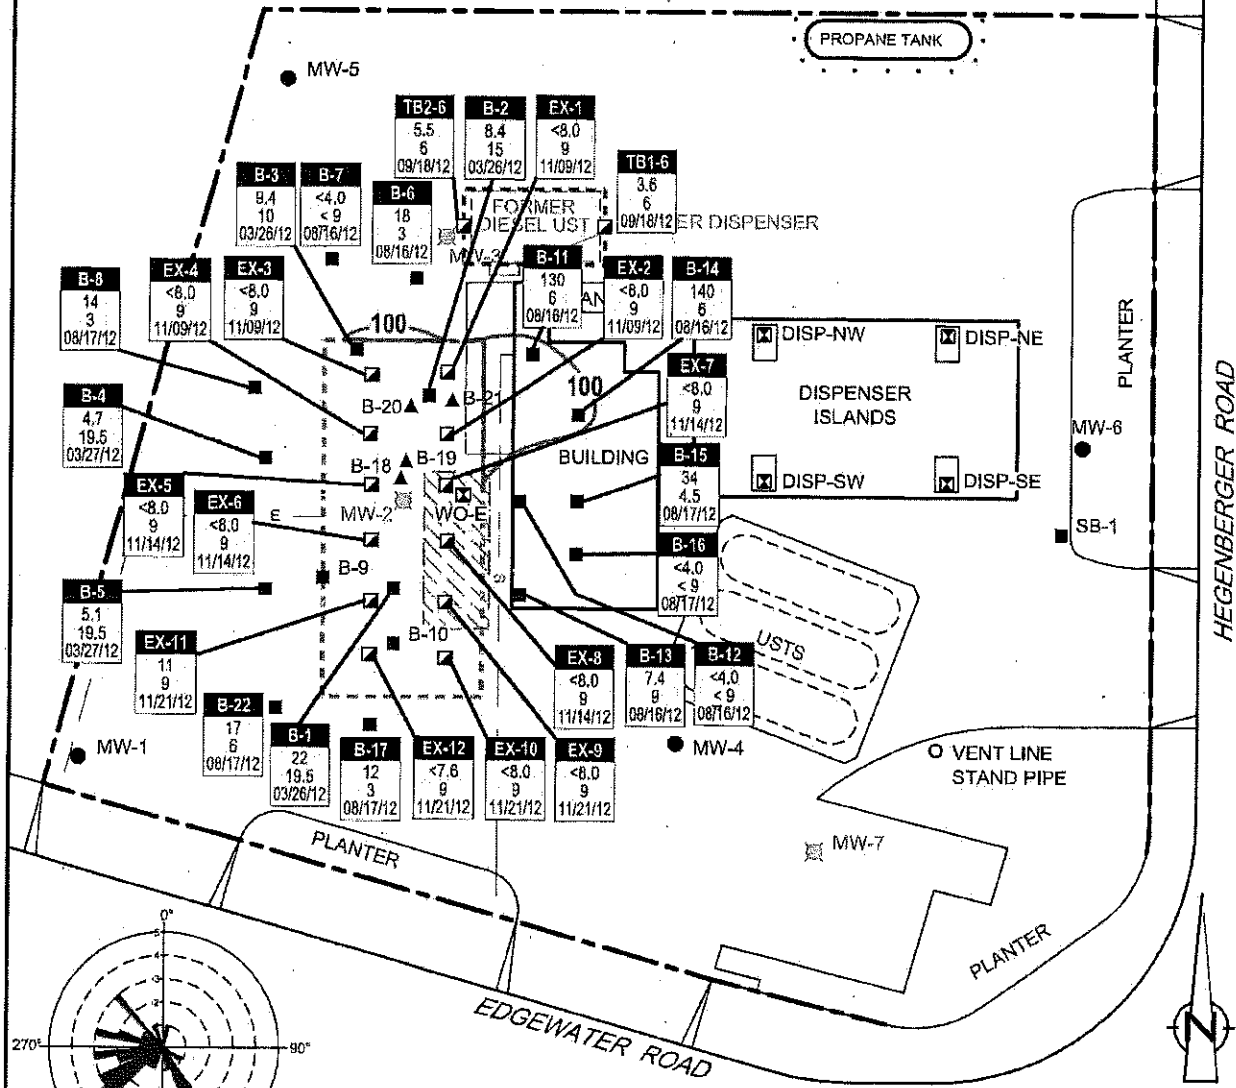 PROPANE TANK
MW-5
TB2-6
5.5
6
09/18/12
B-2
8.4
15
03/26/12
EX-1
<8.0
9
11/09/12
TB1-6
3.6
6
09/18/12
B-3
9.4
10
03/26/12
B-7
<4.0
< 9
08/16/12
B-6
18
3
08/16/12
FORMER
DIESEL UST
ER DISPENSER
MW-3
B-8
14
3
08/17/12
EX-4
<8.0
9
11/09/12
EX-3
<8.0
9
11/09/12
B-11
130
6
08/16/12
AN
EX-2
<8.0
9
11/09/12
B-14
140
6
08/16/12
100
100
DISP-NW
DISP-NE
DISPENSER
ISLANDS
PLANTER
HEGENBERGER ROAD
EX-7
<8.0
9
11/14/12
B-4
4.7
19.5
03/27/12
B-20
B-21
B-18
B-19
BUILDING
MW-6
B-15
34
4.5
08/17/12
DISP-SW
DISP-SE
EX-5
<8.0
9
11/14/12
EX-6
<8.0
9
11/14/12
E
MW-2
WO-E
SB-1
B-16
<4.0
< 9
08/17/12
B-9
S
B-5
5.1
19.5
03/27/12
EX-11
11
9
11/21/12
B-10
USTS
EX-8
<8.0
9
11/14/12
B-13
7.4
9
08/16/12
B-12
<4.0
< 9
08/16/12
B-22
17
6
08/17/12
MW-1
B-1
22
19.5
03/26/12
B-17
12
3
08/17/12
EX-12
<7.6
9
11/21/12
EX-10
<8.0
9
11/21/12
EX-9
<8.0
9
11/21/12
MW-4
VENT LINE
STAND PIPE
PLANTER
MW-7
PLANTER
EDGEWATER ROAD
0°
5
4
3
2
270°
90°
N